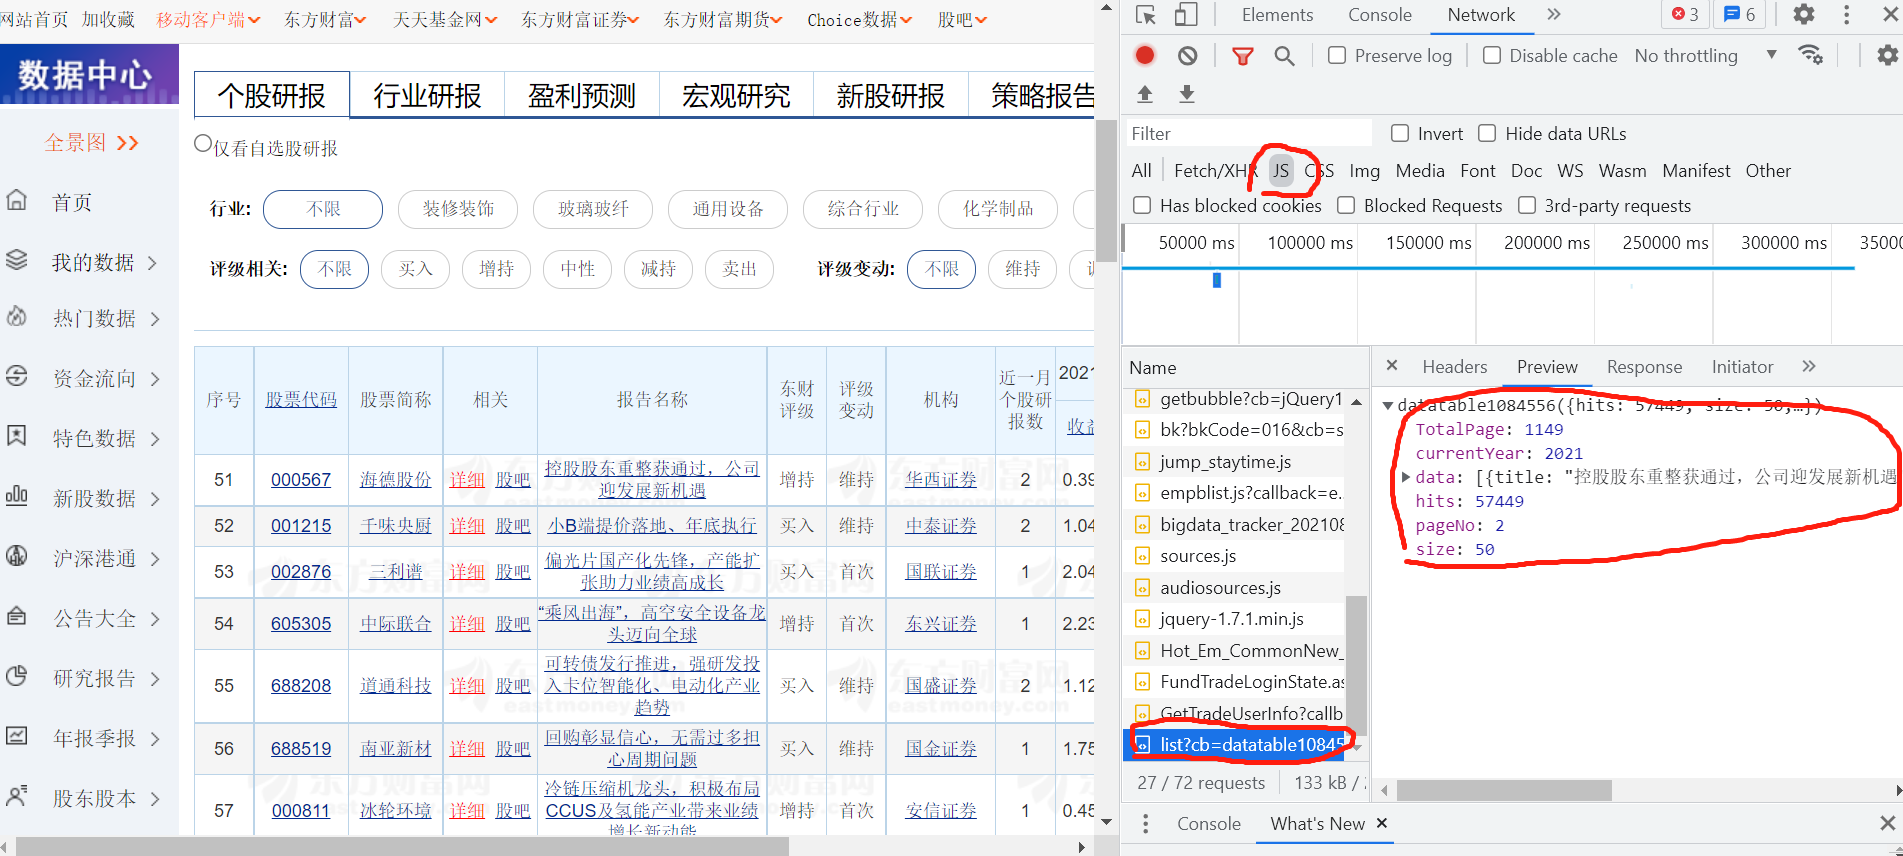 网站首页 加收藏 移动客户端 东方财富 天天基金网 东方财富证券 东方财富期货 Choice数据 股吧
数据中心
全景图
首页
我的数据
热门数据
资金流向
特色数据
新股数据
沪深港通
公告大全
研究报告
年报季报
股东股本
个股研报 行业研报 盈利预测 宏观研究 新股研报 策略报告
仅看自选股研报
行业: 不限 装修装饰 玻璃玻纤 通用设备 综合行业 化学制品
评级相关: 不限 买入 增持 中性 减持 卖出 评级变动: 不限 维持
序号 股票代码 股票简称 相关 报告名称 东财评级 评级变动 机构 近一月个股研报数 2021
收益
51 000567 海德股份 详细 股吧 控股股东重整获通过，公司迎发展新机遇 增持 维持 华西证券 2 0.39
52 001215 千味央厨 详细 股吧 小B端提价落地、年底执行 买入 维持 中泰证券 2 1.04
53 002876 三利谱 详细 股吧 偏光片国产化先锋，产能扩张助力业绩高成长 买入 首次 国联证券 1 2.04
54 605305 中际联合 详细 股吧 “乘风出海”，高空安全设备龙头迈向全球 增持 首次 东兴证券 1 2.23
55 688208 道通科技 详细 股吧 可转债发行推进，强研发投入卡位智能化、电动化产业趋势 买入 维持 国盛证券 2 1.12
56 688519 南亚新材 详细 股吧 回购彰显信心，无需过多担心周期问题 买入 维持 国金证券 1 1.75
57 000811 冰轮环境 详细 股吧 冷链压缩机龙头，积极布局CCUS及氢能产业带来业绩增长新动能 增持 首次 安信证券 1 0.45
东方财富网
eastmoney.com
Elements Console Network 3 6
Preserve log Disable cache No throttling
Filter Invert Hide data URLs
All Fetch/XHR JS CSS Img Media Font Doc WS Wasm Manifest Other
Has blocked cookies Blocked Requests 3rd-party requests
50000 ms 100000 ms 150000 ms 200000 ms 250000 ms 300000 ms 35000
Name
getbubble?cb=jQuery1
bk?bkCode=016&cb=s
jump_staytime.js
empblist.js?callback=e.
bigdata_tracker_202108
sources.js
audiosources.js
jquery-1.7.1.min.js
Hot_Em_CommonNew_
FundTradeLoginState.as
GetTradeUserInfo?callb
list?cb=datatable10845
27 / 72 requests 133 kB /
Headers Preview Response Initiator
datatable1084556({hits: 57449, size: 50,…})
TotalPage: 1149
currentYear: 2021
data: [{title: "控股股东重整获通过，公司迎发展新机遇
hits: 57449
pageNo: 2
size: 50
Console What's New